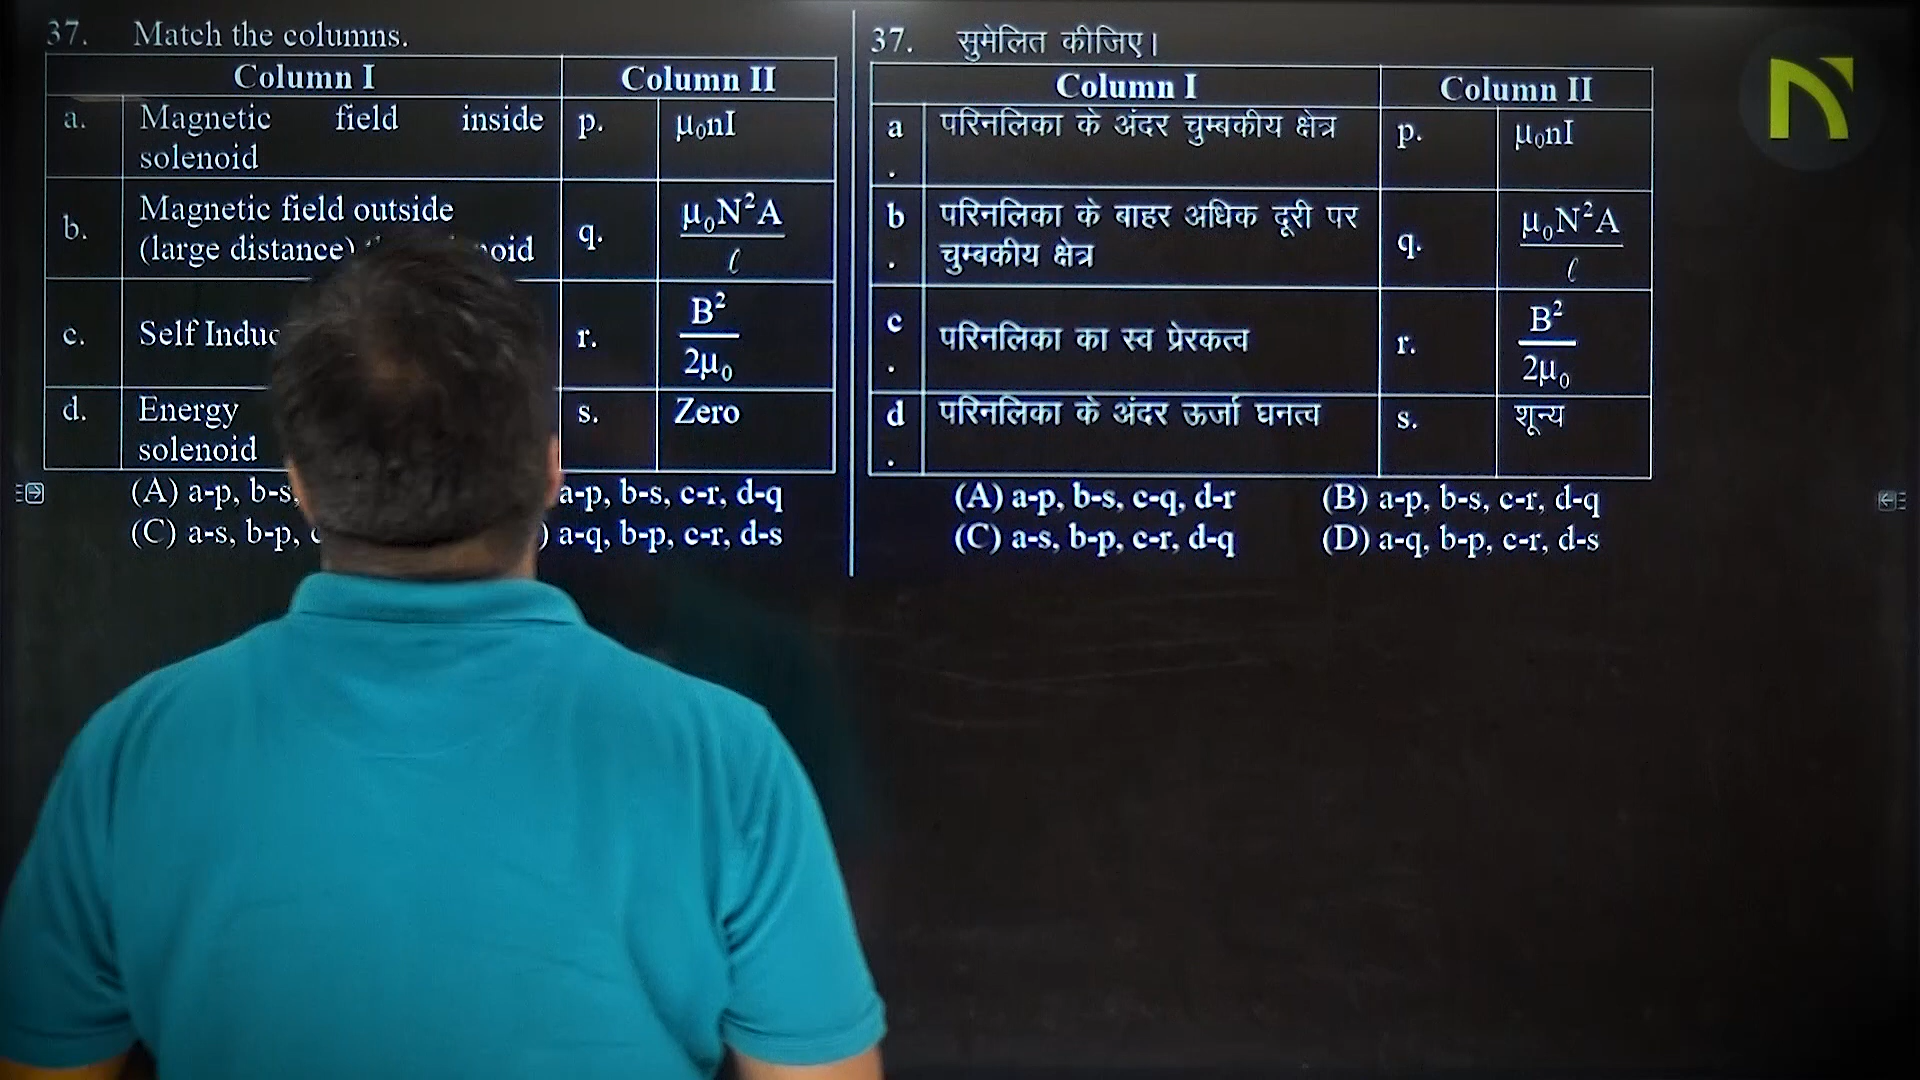 37. Match the columns.
Column I Column II
a. Magnetic field inside p. μ₀nI
solenoid
b. Magnetic field outside q. μ₀N²A / ℓ
(large distance)
c. Self r. B² / 2μ₀
d. Energy s. Zero
solenoid
(A) a-p, b-s, a-p, b-s, c-r, d-q
(C) a-s, b-p, a-q, b-p, c-r, d-s
37. सुमेलित कीजिए।
Column I Column II
a. परिनलिका के अंदर चुम्बकीय क्षेत्र p. μ₀nI
b. परिनलिका के बाहर अधिक दूरी पर q. μ₀N²A / ℓ
चुम्बकीय क्षेत्र
c. परिनलिका का स्व प्रेरकत्व r. B² / 2μ₀
d. परिनलिका के अंदर ऊर्जा घनत्व s. शून्य
(A) a-p, b-s, c-q, d-r (B) a-p, b-s, c-r, d-q
(C) a-s, b-p, c-r, d-q (D) a-q, b-p, c-r, d-s